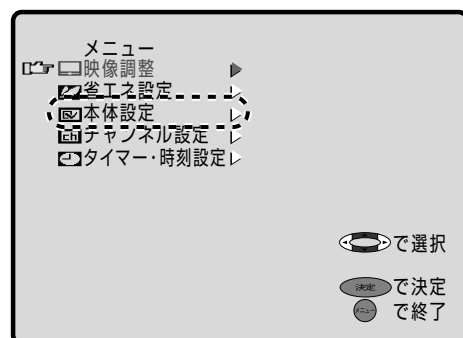 メニュー
映像調整
省エネ設定
本体設定
ch チャンネル設定
タイマー・時刻設定
で選択
決定 で決定
メニュー で終了